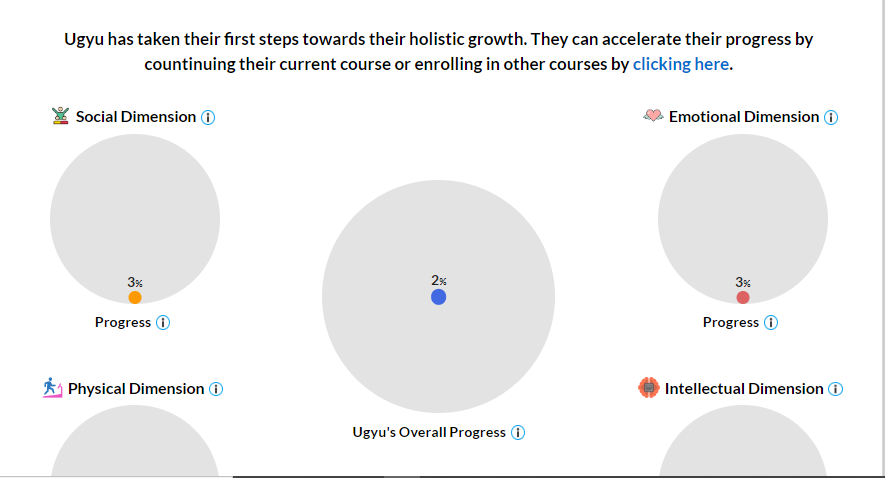 Ugyu has taken their first steps towards their holistic growth. They can accelerate their progress by
countinuing their current course or enrolling in other courses by clicking here.
Social Dimension
Emotional Dimension
3%
2%
3%
Progress
Progress
Physical Dimension
Intellectual Dimension
Ugyu's Overall Progress